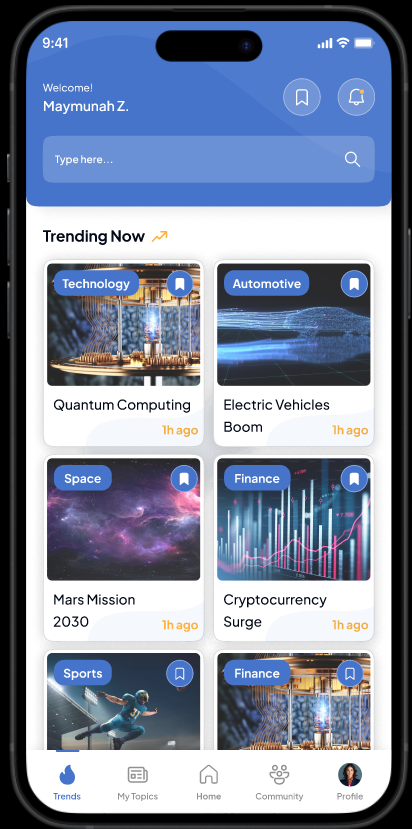 9:41
Welcome!
Maymunah Z.
Type here...
Trending Now
Technology
Quantum Computing
1h ago
Automotive
Electric Vehicles
Boom
1h ago
Space
Mars Mission
2030
1h ago
Finance
Cryptocurrency
Surge
1h ago
Sports
Finance
Trends
My Topics
Home
Community
Profile